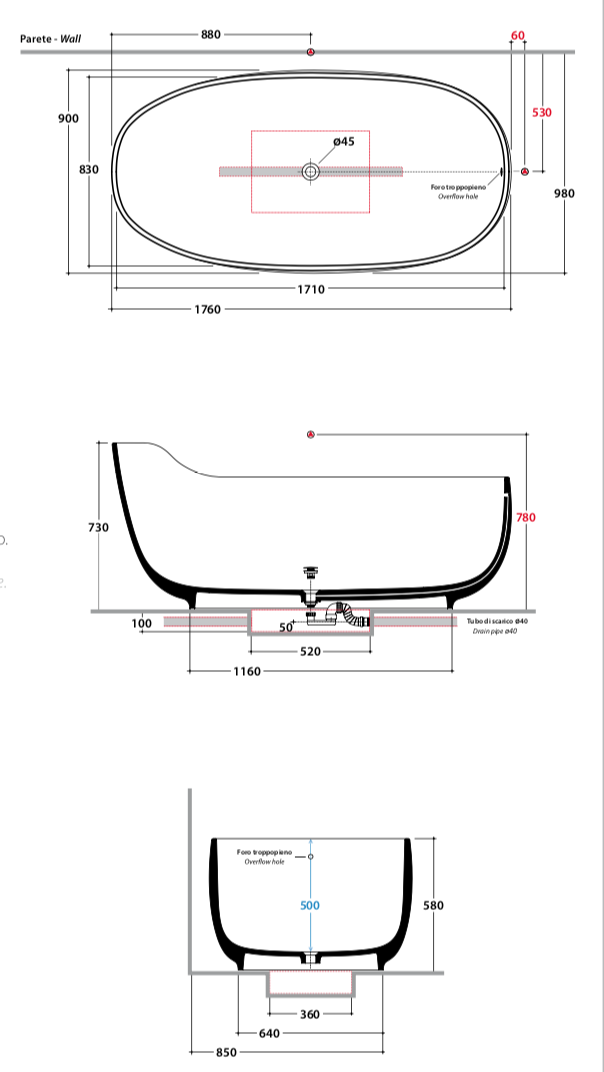 Parete - Wall
880
60
900
530
Ø45
830
Foro troppopieno
Overflow hole
980
1710
1760
730
780
100
50
Tubo di scarico Ø40
Drain pipe ø40
520
1160
Foro troppopieno
Overflow hole
500
580
360
640
850